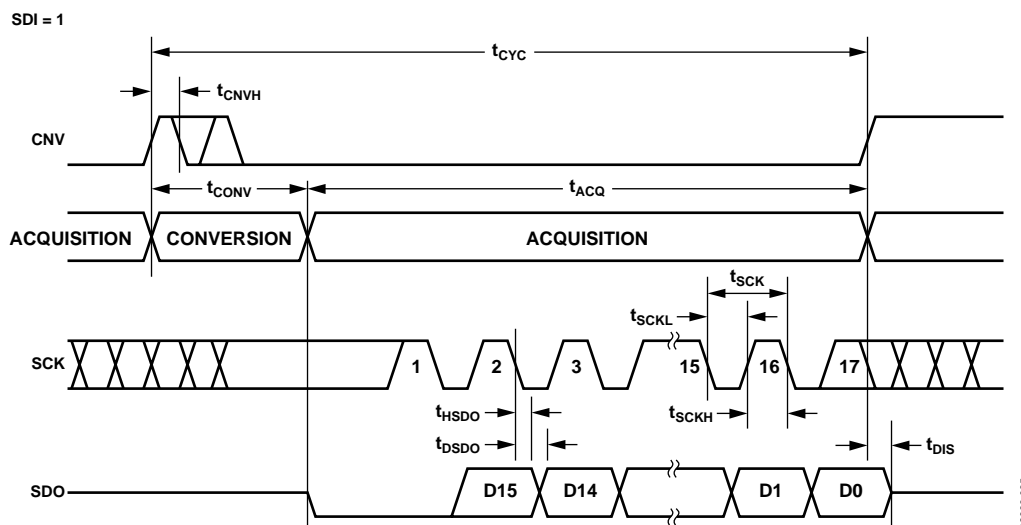 SDI = 1
tCYC
tCNVH
CNV
tCONV
tACQ
ACQUISITION CONVERSION ACQUISITION
tSCK
tSCKL
SCK 1 2 3 15 16 17
tHSDO
tSCKH
tDSDO
tDIS
SDO D15 D14 D1 D0